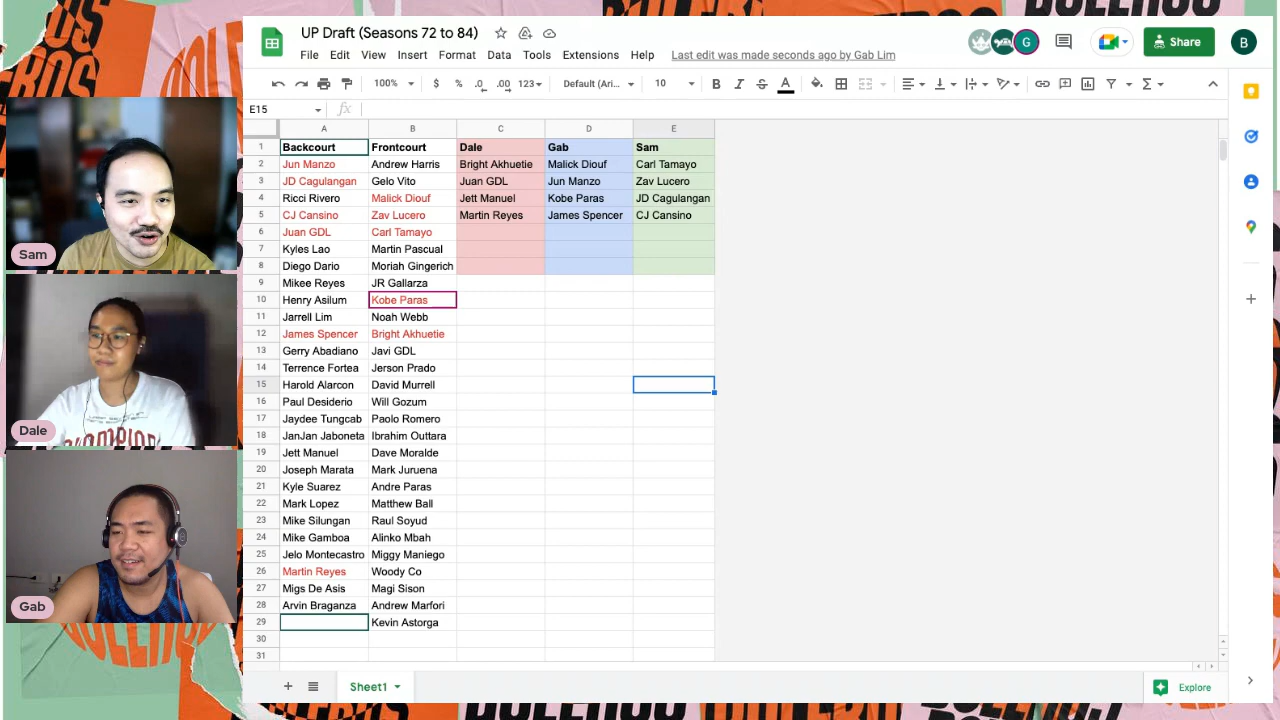 UP Draft (Seasons 72 to 84)
File Edit View Insert Format Data Tools Extensions Help Last edit was made seconds ago by Gab Lim
G
Share
B
100% $ % .0 .00 123 Default (Ari... 10 B I S A
E15
fx
A B C D E
1 Backcourt Frontcourt Dale Gab Sam
2 Jun Manzo Andrew Harris Bright Akhuetie Malick Diouf Carl Tamayo
3 JD Cagulangan Gelo Vito Juan GDL Jun Manzo Zav Lucero
4 Ricci Rivero Malick Diouf Jett Manuel Kobe Paras JD Cagulangan
5 CJ Cansino Zav Lucero Martin Reyes James Spencer CJ Cansino
6 Juan GDL Carl Tamayo
7 Kyles Lao Martin Pascual
8 Diego Dario Moriah Gingerich
9 Mikee Reyes JR Gallarza
10 Henry Asilum Kobe Paras
11 Jarrell Lim Noah Webb
12 James Spencer Bright Akhuetie
13 Gerry Abadiano Javi GDL
14 Terrence Fortea Jerson Prado
15 Harold Alarcon David Murrell
16 Paul Desiderio Will Gozum
17 Jaydee Tungcab Paolo Romero
18 JanJan Jaboneta Ibrahim Outtara
19 Jett Manuel Dave Moralde
20 Joseph Marata Mark Juruena
21 Kyle Suarez Andre Paras
22 Mark Lopez Matthew Ball
23 Mike Silungan Raul Soyud
24 Mike Gamboa Alinko Mbah
25 Jelo Montecastro Miggy Maniego
26 Martin Reyes Woody Co
27 Migs De Asis Magi Sison
28 Arvin Braganza Andrew Marfori
29 Kevin Astorga
30
31
Sheet1
Explore
Sam
Dale
Gab